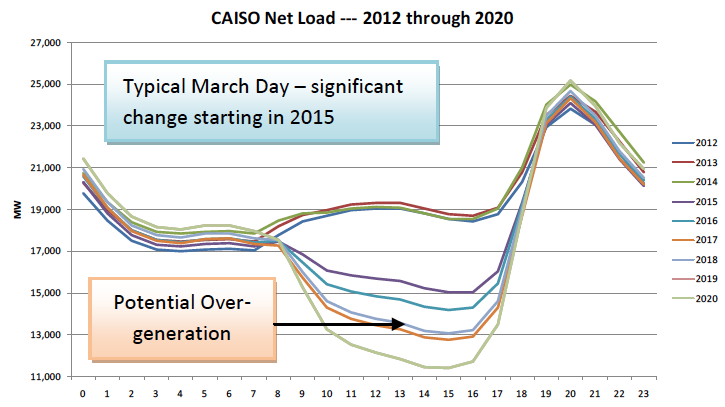 CAISO Net Load --- 2012 through 2020
27,000
25,000
23,000
21,000
19,000
17,000
15,000
13,000
11,000
MW
Typical March Day – significant
change starting in 2015
Potential Over-
generation
0 1 2 3 4 5 6 7 8 9 10 11 12 13 14 15 16 17 18 19 20 21 22 23
2012
2013
2014
2015
2016
2017
2018
2019
2020